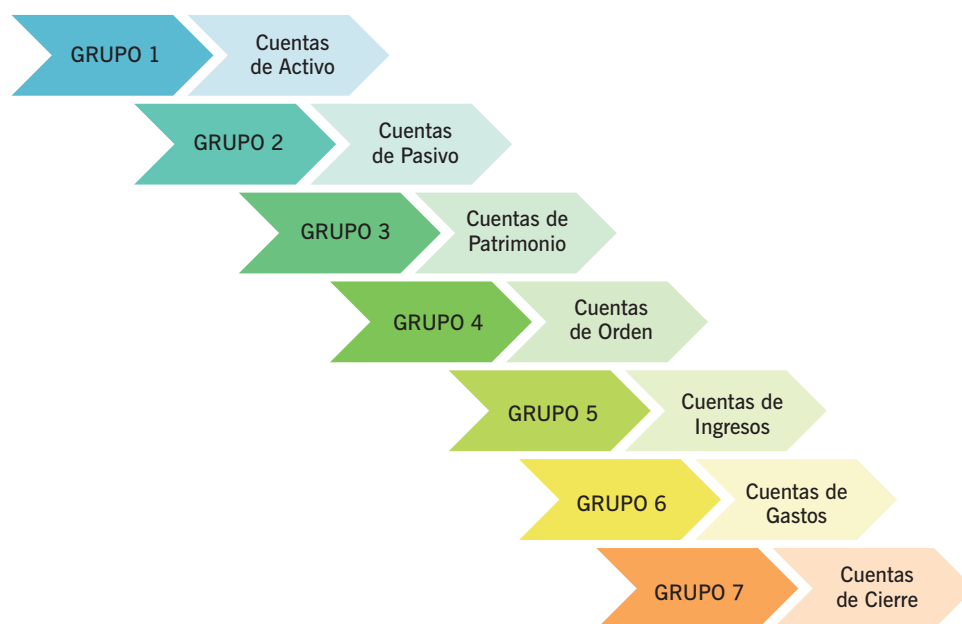 GRUPO 1
Cuentas
de Activo
GRUPO 2
Cuentas
de Pasivo
GRUPO 3
Cuentas de
Patrimonio
GRUPO 4
Cuentas
de Orden
GRUPO 5
Cuentas de
Ingresos
GRUPO 6
Cuentas de
Gastos
GRUPO 7
Cuentas
de Cierre